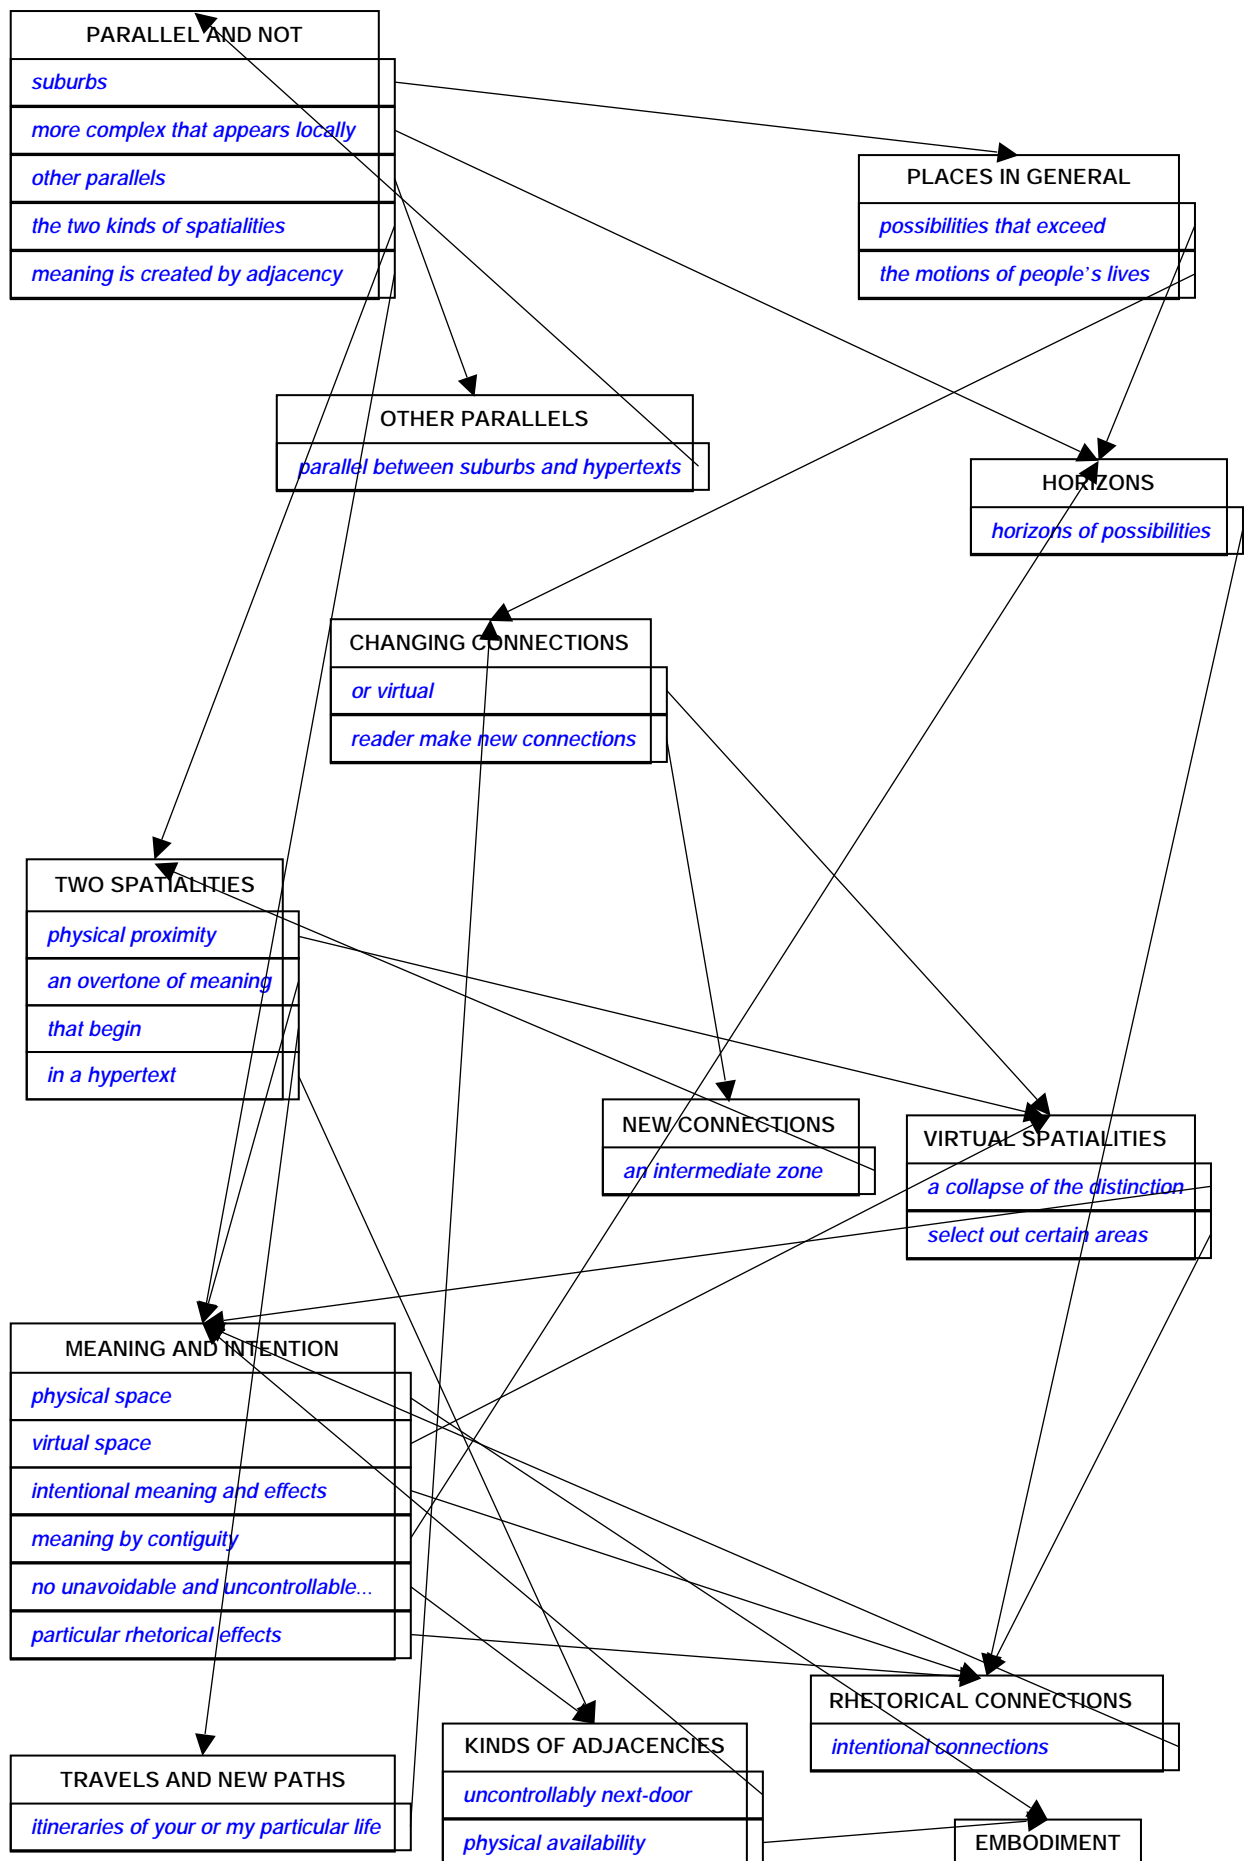 PARALLEL AND NOT
suburbs
more complex that appears locally
other parallels
the two kinds of spatialities
meaning is created by adjacency
PLACES IN GENERAL
possibilities that exceed
the motions of people's lives
OTHER PARALLELS
parallel between suburbs and hypertexts
HORIZONS
horizons of possibilities
CHANGING CONNECTIONS
or virtual
reader make new connections
TWO SPATIALITIES
physical proximity
an overtone of meaning
that begin
in a hypertext
NEW CONNECTIONS
an intermediate zone
VIRTUAL SPATIALITIES
a collapse of the distinction
select out certain areas
MEANING AND INTENTION
physical space
virtual space
intentional meaning and effects
meaning by contiguity
no unavoidable and uncontrollable...
particular rhetorical effects
RHETORICAL CONNECTIONS
intentional connections
TRAVELS AND NEW PATHS
itineraries of your or my particular life
KINDS OF ADJACENCIES
uncontrollably next-door
physical availability
EMBODIMENT